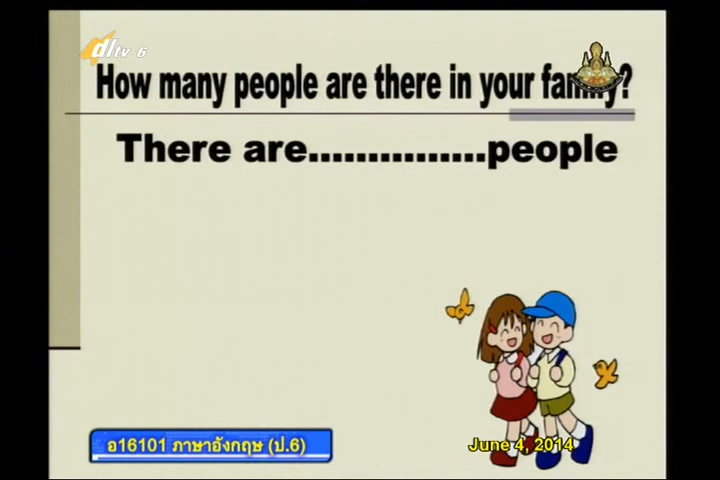 dltv 6
How many people are there in your family?
There are...............people
อ16101 ภาษาอังกฤษ (ป.6)
June 4, 2014